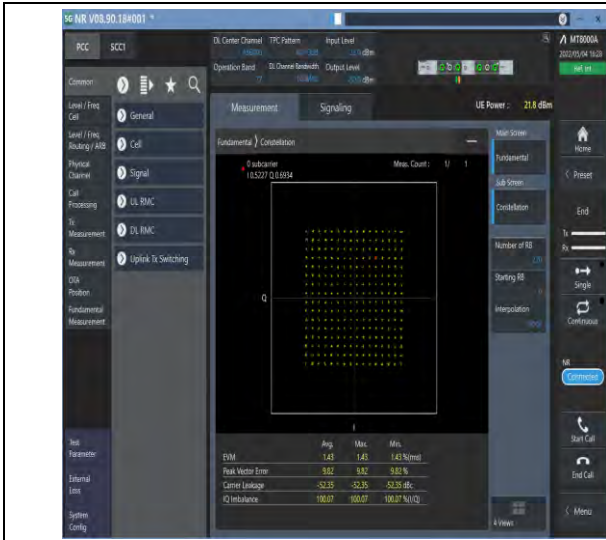 5G NR V03.90.18#001 *
PCC
SCC1
DL Center Channel
TPC Pattern
Input Level
dBm
Operation Band
DL Channel Bandwidth
Output Level
dBm
MT8000A
2022/05/04
Common
General
Cell
Signal
UL RMC
DL RMC
Uplink Tx Switching
Level / Freq
Cell
Level / Freq
Routing / AXB
Physical
Channel
Call
Processing
Tx
Measurement
Rx
Measurement
OTA
Position
Fundamental
Measurement
Test
Parameter
External
Loss
System
Config
Measurement
Signaling
UE Power : 21.8 dBm
Fundamental
Constellation
0 subcarrier
Meas. Count : 1/ 1
I 0.5227 Q 0.6934
Q
I
Avg. Max. Min.
EVM 1.43 1.43 1.43 %(rms)
Peak Vector Error 9.82 9.82 9.82 %
Carrier Leakage -52.35 -52.35 -52.35 dBc
IQ Imbalance 100.07 100.07 100.07 %(I/Q)
Main Screen
Fundamental
Sub Screen
Constellation
Number of RB
Starting RB
Interpolation
4 Views
Home
Preset
End
Tx
Rx
Single
Continuous
NR
Connected
Start Call
End Call
Menu